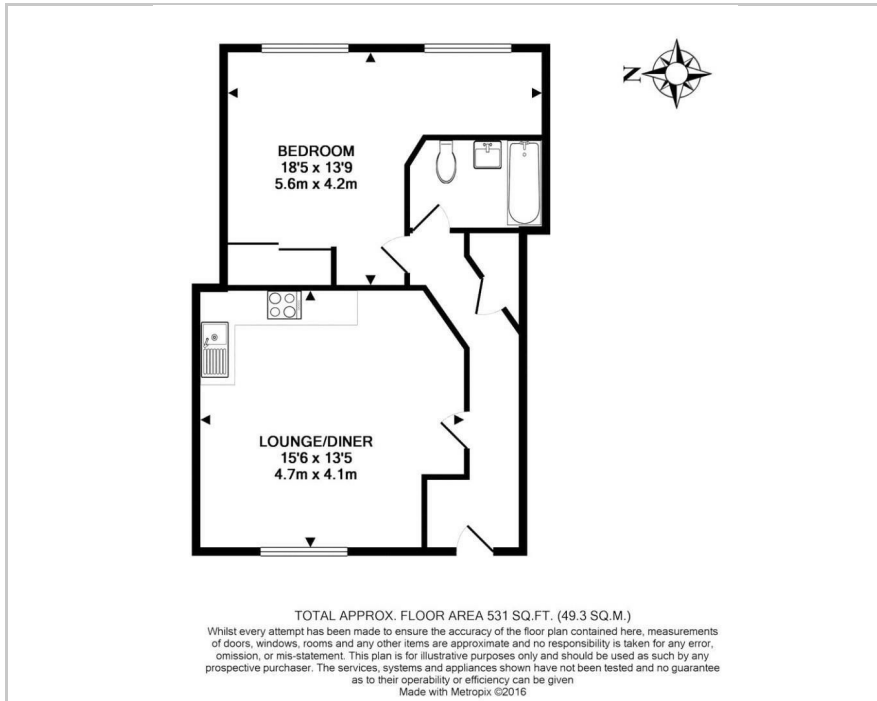 N
BEDROOM
18'5 x 13'9
5.6m x 4.2m
LOUNGE/DINER
15'6 x 13'5
4.7m x 4.1m
TOTAL APPROX. FLOOR AREA 531 SQ.FT. (49.3 SQ.M.)
Whilst every attempt has been made to ensure the accuracy of the floor plan contained here, measurements
of doors, windows, rooms and any other items are approximate and no responsibility is taken for any error,
omission, or mis-statement. This plan is for illustrative purposes only and should be used as such by any
prospective purchaser. The services, systems and appliances shown have not been tested and no guarantee
as to their operability or efficiency can be given
Made with Metropix ©2016